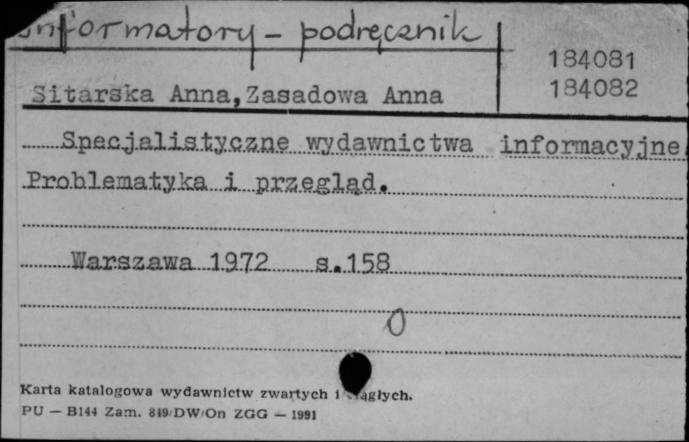 Informatory - podręcznik
184081
184082
Sitarska Anna, Zasadowa Anna
Specjalistyczne wydawnictwa informacyjne.
Problematyka i przegląd.
Warszawa 1972 s.158
0
Karta katalogowa wydawnictw zwartych i ciągłych.
PU — B144 Zam. 849/DW/On ZGG — 1991